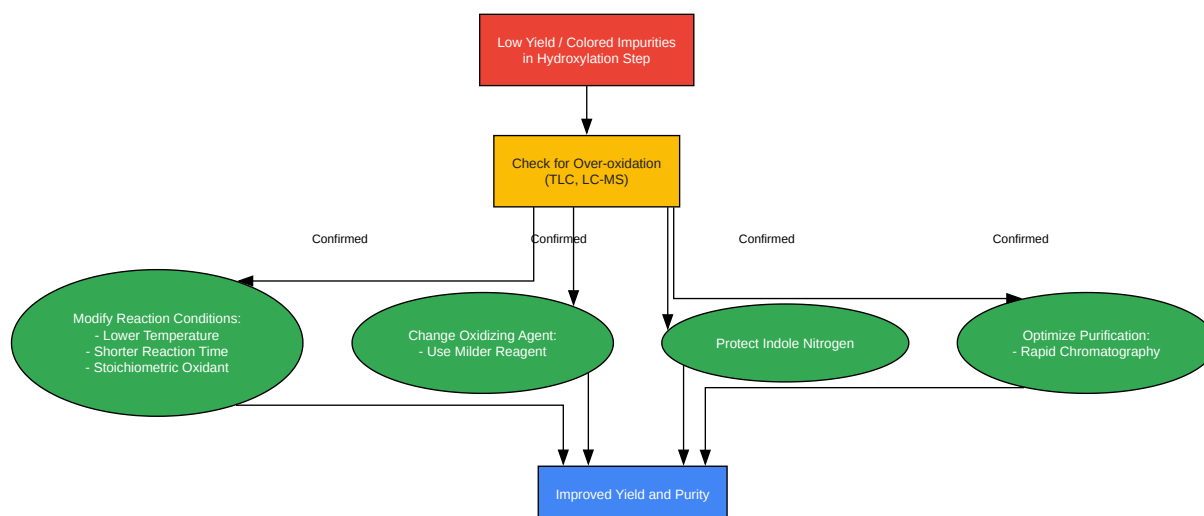 Low Yield / Colored Impurities
in Hydroxylation Step
Check for Over-oxidation
(TLC, LC-MS)
Confirmed
Confirmed
Confirmed
Confirmed
Modify Reaction Conditions:
- Lower Temperature
- Shorter Reaction Time
- Stoichiometric Oxidant
Change Oxidizing Agent:
- Use Milder Reagent
Protect Indole Nitrogen
Optimize Purification:
- Rapid Chromatography
Improved Yield and Purity